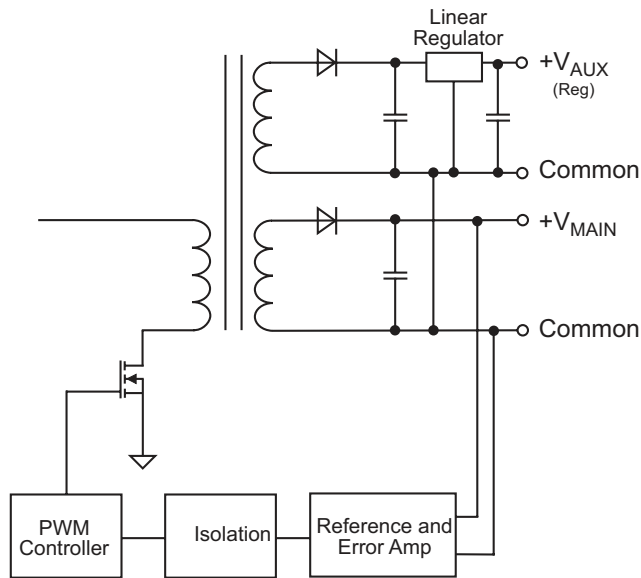 Linear
Regulator
+VAUX
(Reg)
Common
+VMAIN
Common
PWM
Controller
Isolation
Reference and
Error Amp